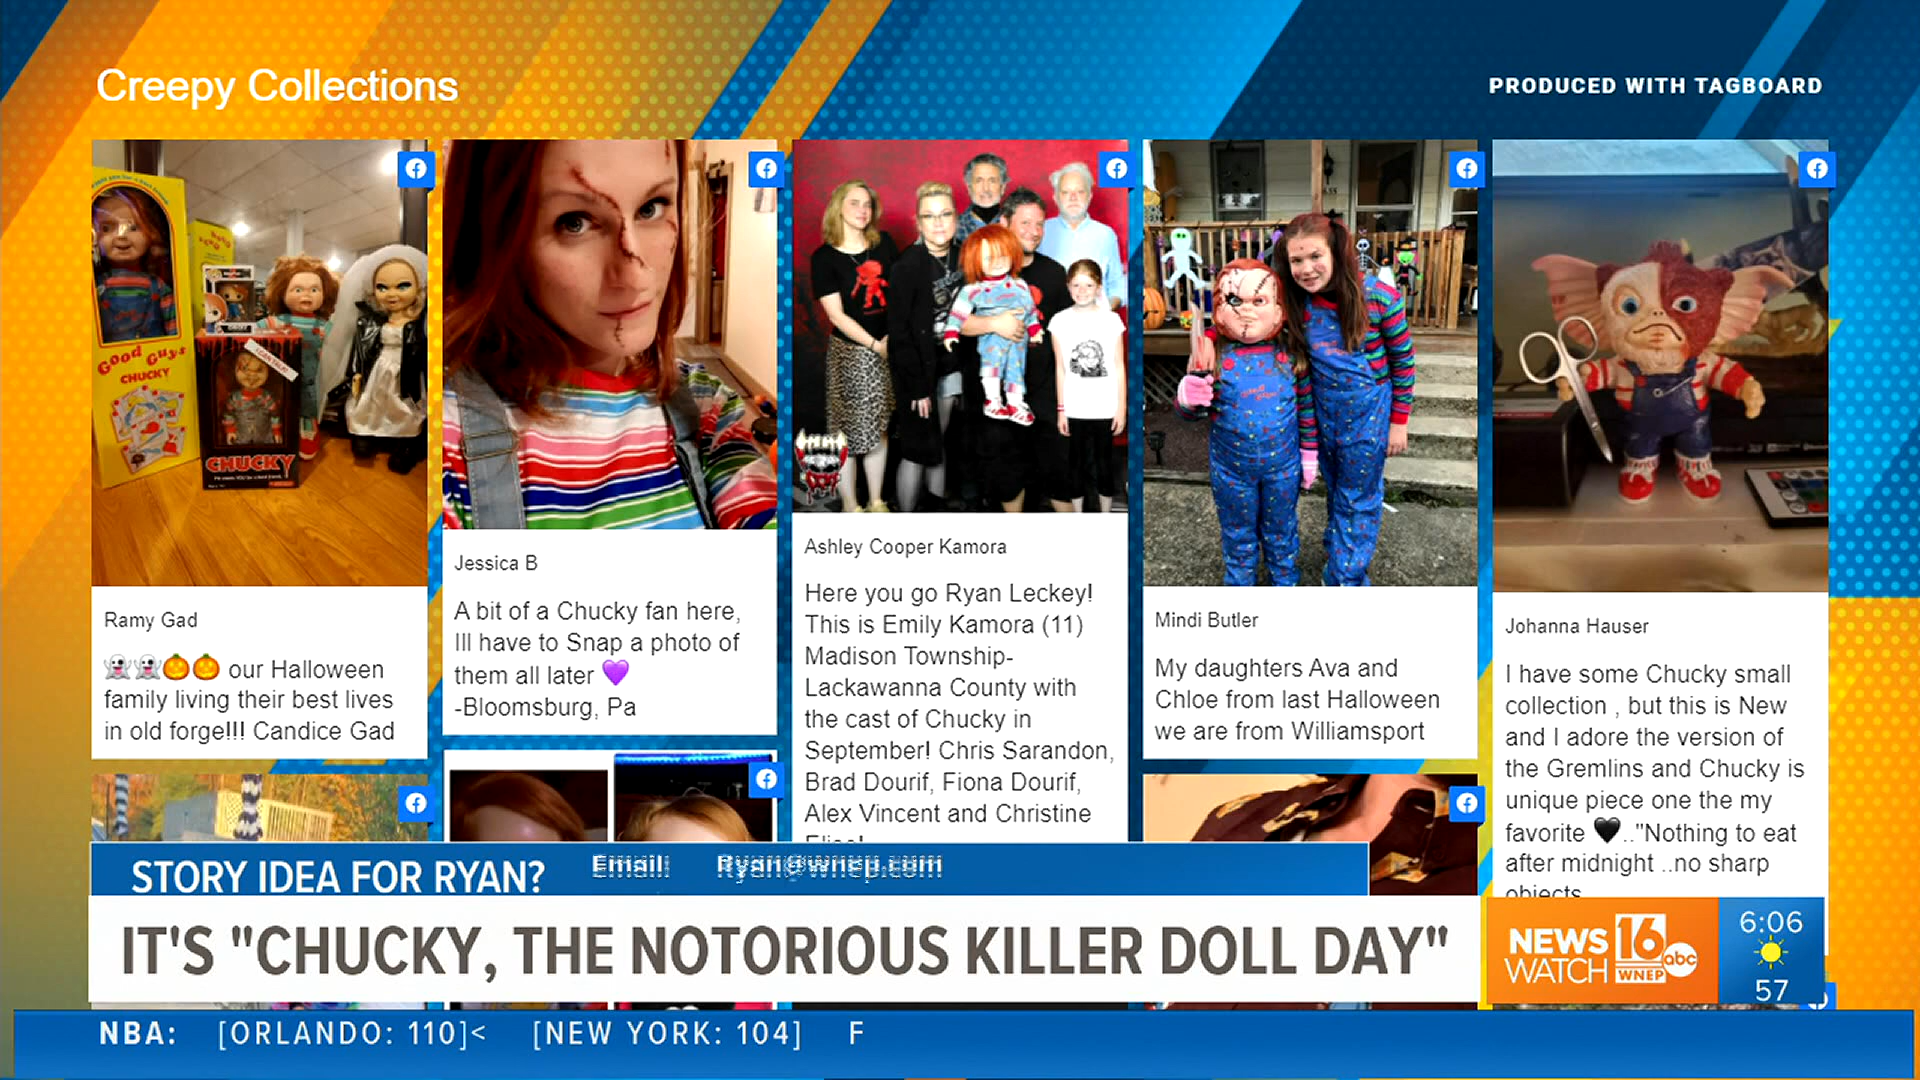 Creepy Collections
PRODUCED WITH TAGBOARD
Good Guys
CHUCKY
CHUCKY
Ramy Gad
👻👻🎃🎃 our Halloween
family living their best lives
in old forge!!! Candice Gad
Jessica B
A bit of a Chucky fan here,
Ill have to Snap a photo of
them all later 💜
-Bloomsburg, Pa
Ashley Cooper Kamora
Here you go Ryan Leckey!
This is Emily Kamora (11)
Madison Township-
Lackawanna County with
the cast of Chucky in
September! Chris Sarandon,
Brad Dourif, Fiona Dourif,
Alex Vincent and Christine
Mindi Butler
My daughters Ava and
Chloe from last Halloween
we are from Williamsport
Johanna Hauser
I have some Chucky small
collection , but this is New
and I adore the version of
the Gremlins and Chucky is
unique piece one the my
favorite 🖤.."Nothing to eat
after midnight ..no sharp
objects
STORY IDEA FOR RYAN? Email: Ryan@wnep.com
IT'S "CHUCKY, THE NOTORIOUS KILLER DOLL DAY"
NEWS
WATCH
16
WNEP
abc
6:06
57
NBA: [ORLANDO: 110]< [NEW YORK: 104] F